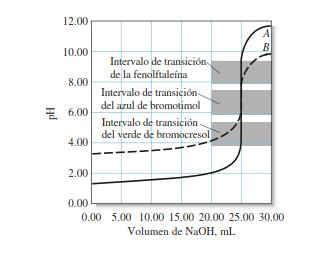 12.00
10.00
8.00
6.00
4.00
2.00
0.00
pH
A
B
Intervalo de transición
de la fenolftaleína
Intervalo de transición
del azul de bromotimol
Intervalo de transición
del verde de bromocresol
0.00 5.00 10.00 15.00 20.00 25.00 30.00
Volumen de NaOH, mL